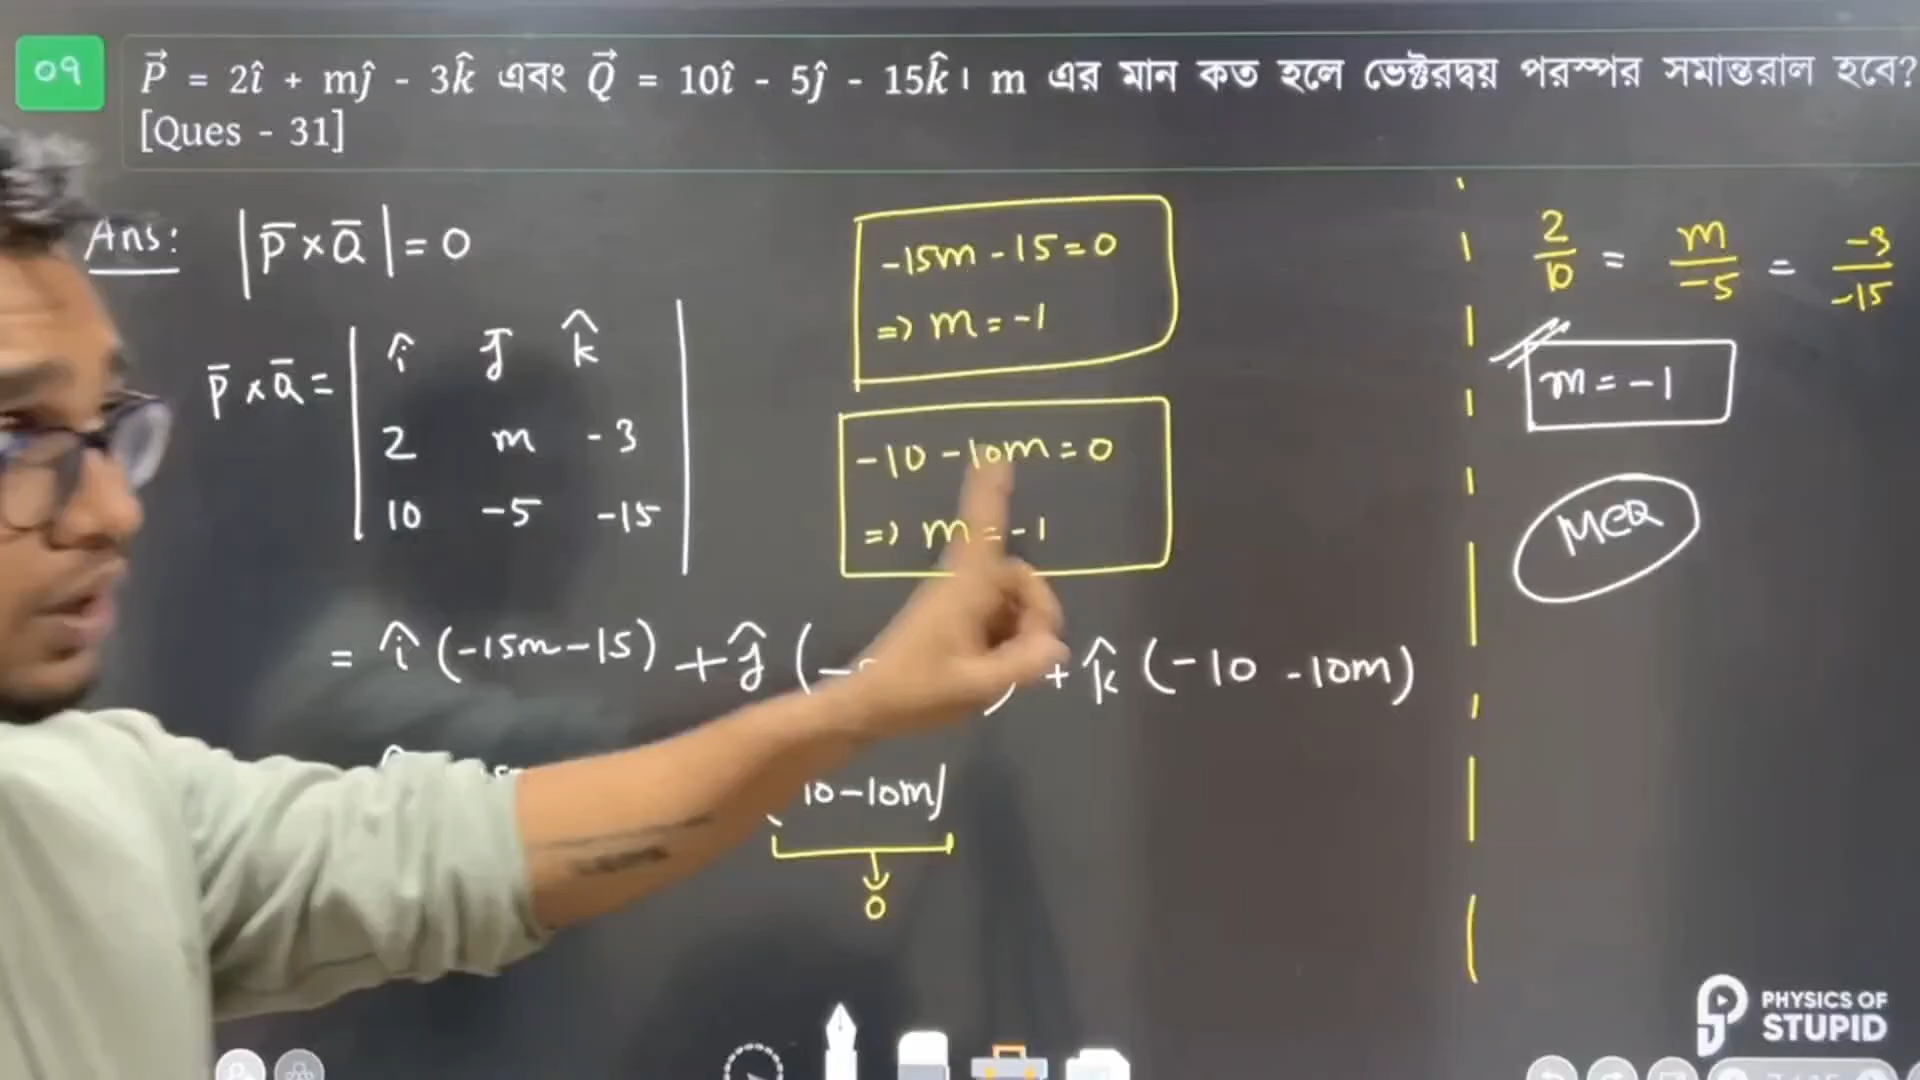 09
P⃗ = 2î + mĵ - 3k̂ এবং Q⃗ = 10î - 5ĵ - 15k̂। m এর মান কত হলে ভেক্টরদ্বয় পরস্পর সমান্তরাল হবে?
[Ques - 31]
Ans: |P̄ × Q̄| = 0
P̄ × Q̄ = | î ĵ k̂
2 m -3
10 -5 -15 |
= î (-15m - 15) + ĵ ( ) + k̂ (-10 - 10m)
10 - 10m)
0
-15m - 15 = 0
=> m = -1
-10 - 10m = 0
=> m = -1
2/10 = m/-5 = -3/-15
m = -1
MCQ
PHYSICS OF
STUPID